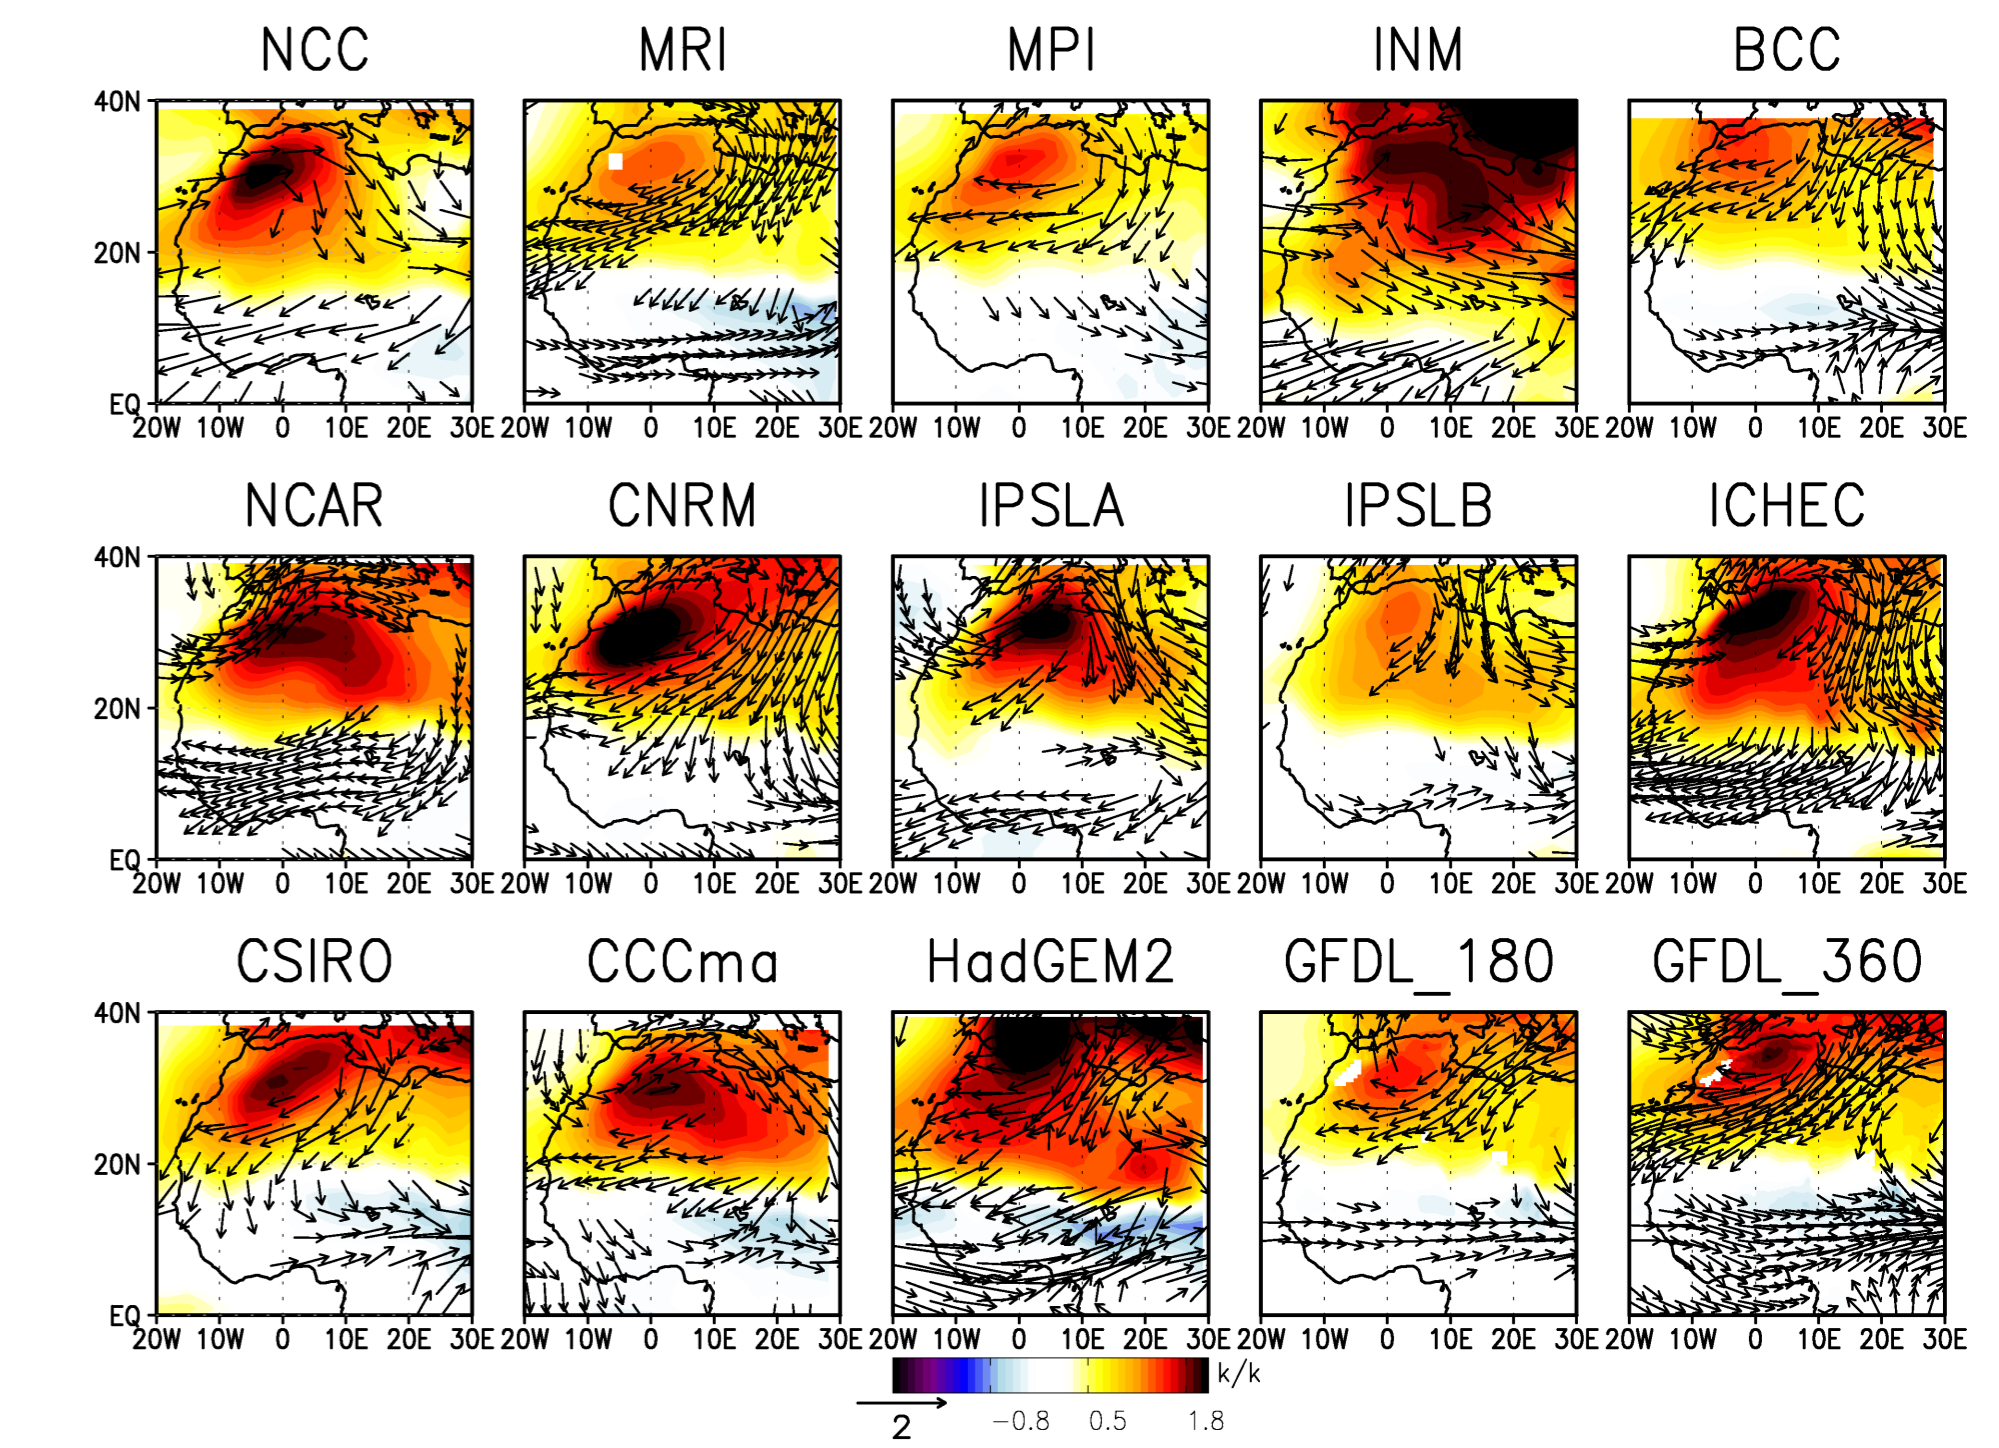 NCC MRI MPI INM BCC
40N
20N
EQ
20W 10W 0 10E 20E 30E 20W 10W 0 10E 20E 30E 20W 10W 0 10E 20E 30E 20W 10W 0 10E 20E 30E 20W 10W 0 10E 20E 30E
NCAR CNRM IPSLA IPSLB ICHEC
40N
20N
EQ
20W 10W 0 10E 20E 30E 20W 10W 0 10E 20E 30E 20W 10W 0 10E 20E 30E 20W 10W 0 10E 20E 30E 20W 10W 0 10E 20E 30E
CSIRO CCCma HadGEM2 GFDL_180 GFDL_360
40N
20N
EQ
20W 10W 0 10E 20E 30E 20W 10W 0 10E 20E 30E 20W 10W 0 10E 20E 30E 20W 10W 0 10E 20E 30E 20W 10W 0 10E 20E 30E
k/k
2 −0.8 0.5 1.8